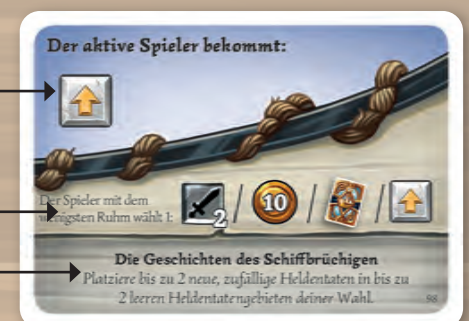 Der aktive Spieler bekommt:
Der Spieler mit dem
wenigsten Ruhm wählt 1:
2 / 10 / /
Die Geschichten des Schiffbrüchigen
Platziere bis zu 2 neue, zufällige Heldentaten in bis zu
2 leeren Heldentatengebieten deiner Wahl.
98